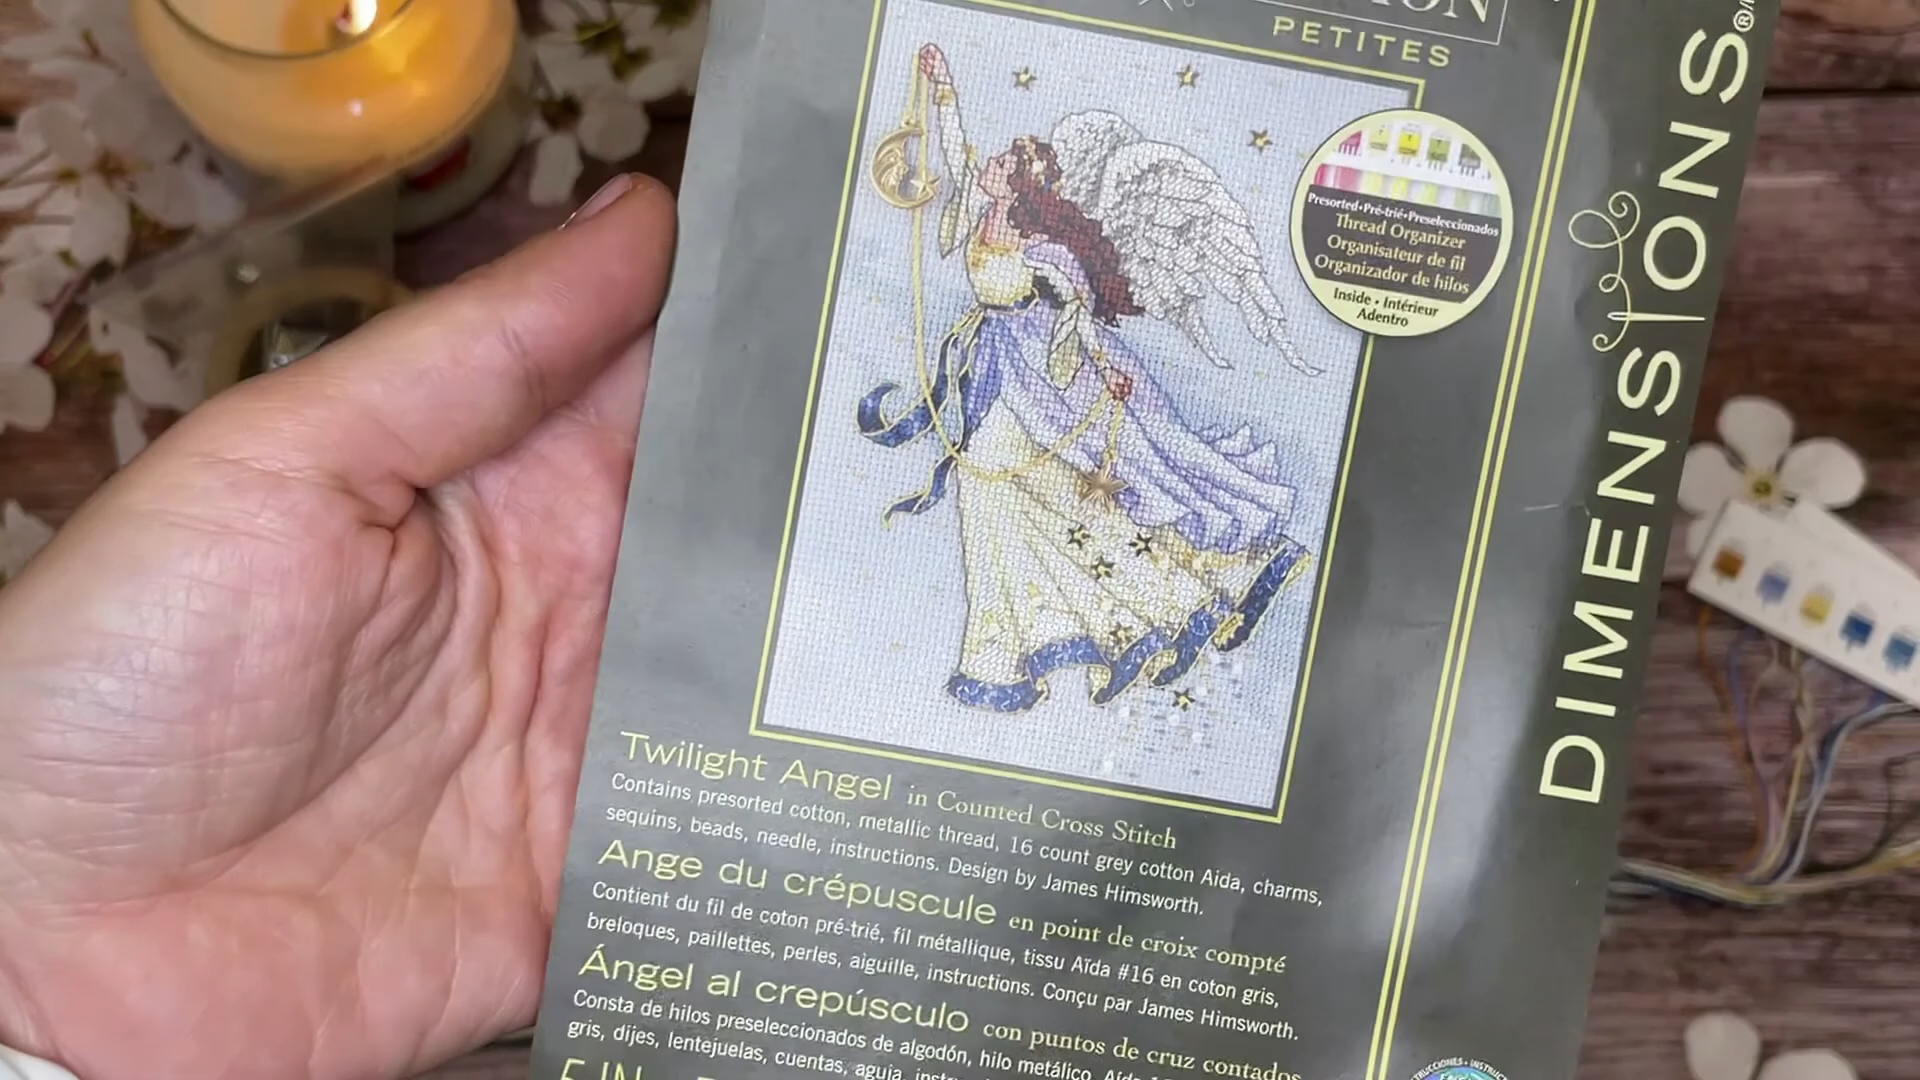 PETITES
DIMENSIONS®
Presorted•Pré-trié•Preseleccionados
Thread Organizer
Organisateur de fil
Organizador de hilos
Inside • Intérieur
Adentro
Twilight Angel in Counted Cross Stitch
Contains presorted cotton, metallic thread, 16 count grey cotton Aida, charms,
sequins, beads, needle, instructions. Design by James Himsworth.
Ange du crépuscule en point de croix compté
Contient du fil de coton pré-trié, fil métallique, tissu Aïda #16 en coton gris,
breloques, paillettes, perles, aiguille, instructions. Conçu par James Himsworth.
Ángel al crepúsculo con puntos de cruz contados
Consta de hilos preseleccionados de algodón, hilo metálico,
gris, dijes, lentejuelas, cuentas, aguja,